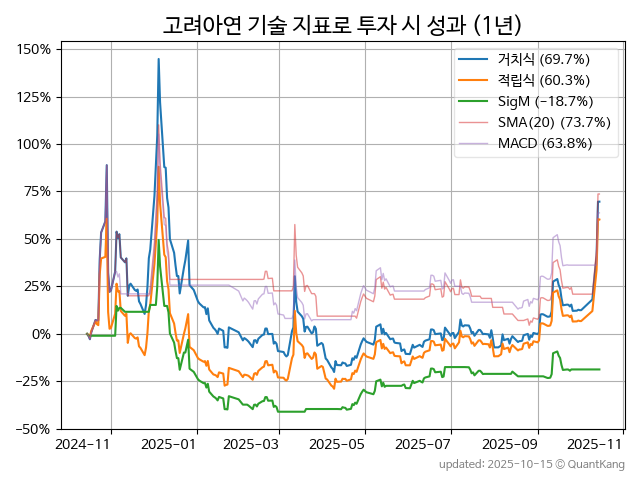 고려아연 기술 지표로 투자 시 성과 (1년)
150%
125%
100%
75%
50%
25%
0%
−25%
−50%
거치식 (69.7%)
적립식 (60.3%)
SigM (−18.7%)
SMA(20) (73.7%)
MACD (63.8%)
2024-11 2025-01 2025-03 2025-05 2025-07 2025-09 2025-11
updated: 2025-10-15 ⓒ QuantKang